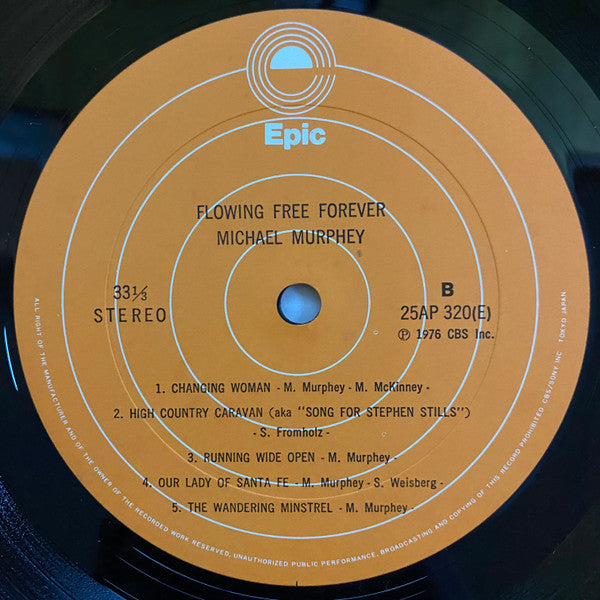 Epic
FLOWING FREE FOREVER
MICHAEL MURPHEY
33⅓
STEREO
B
25AP 320(E)
Ⓟ 1976 CBS Inc.
1. CHANGING WOMAN - M. Murphey - M. McKinney -
2. HIGH COUNTRY CARAVAN (aka "SONG FOR STEPHEN STILLS")
- S. Fromholz -
3. RUNNING WIDE OPEN - M. Murphey -
4. OUR LADY OF SANTA FE - M. Murphey - S. Weisberg -
5. THE WANDERING MINSTREL - M. Murphey -
ALL RIGHT OF THE MANUFACTURER AND OF THE OWNER OF THE RECORDED WORK RESERVED, UNAUTHORIZED PUBLIC PERFORMANCE, BROADCASTING AND COPYING OF THIS RECORD PROHIBITED CBS/SONY INC TOKYO JAPAN